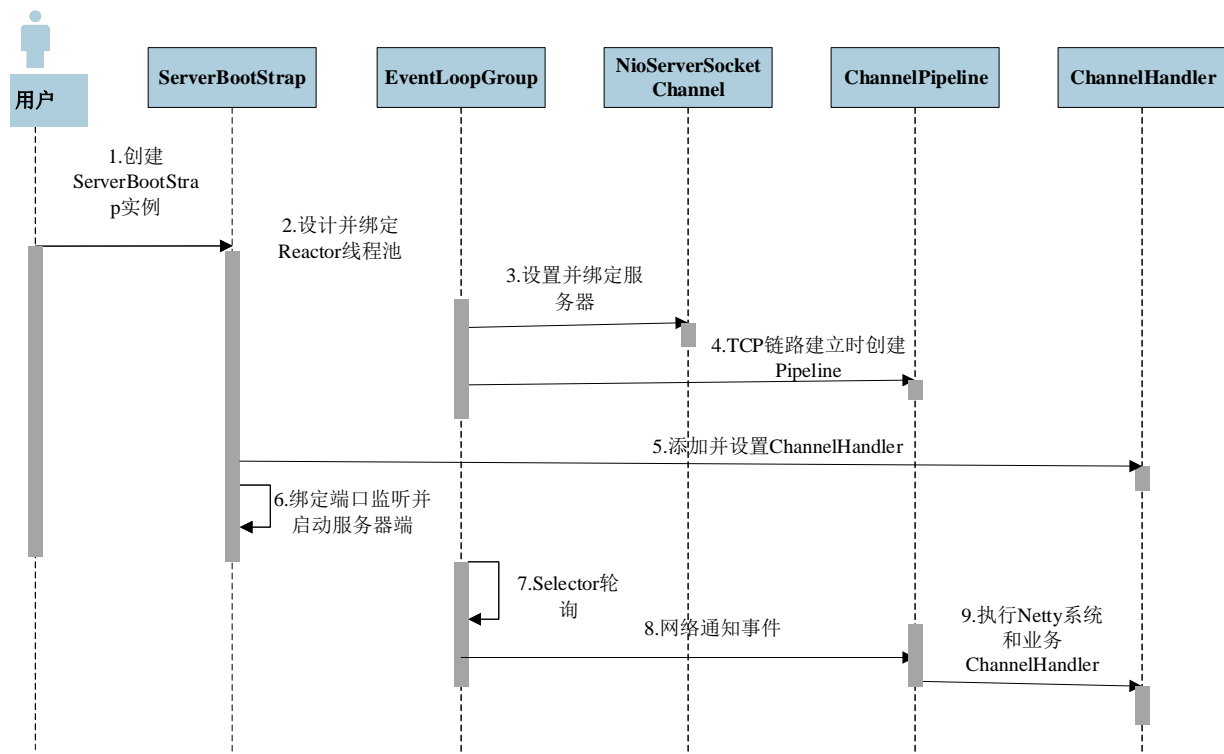 用户
ServerBootStrap
EventLoopGroup
NioServerSocket
Channel
ChannelPipeline
ChannelHandler
1.创建
ServerBootStra
p实例
2.设计并绑定
Reactor线程池
3.设置并绑定服
务器
4.TCP链路建立时创建
Pipeline
5.添加并设置ChannelHandler
6.绑定端口监听并
启动服务器端
7.Selector轮
询
8.网络通知事件
9.执行Netty系统
和业务
ChannelHandler